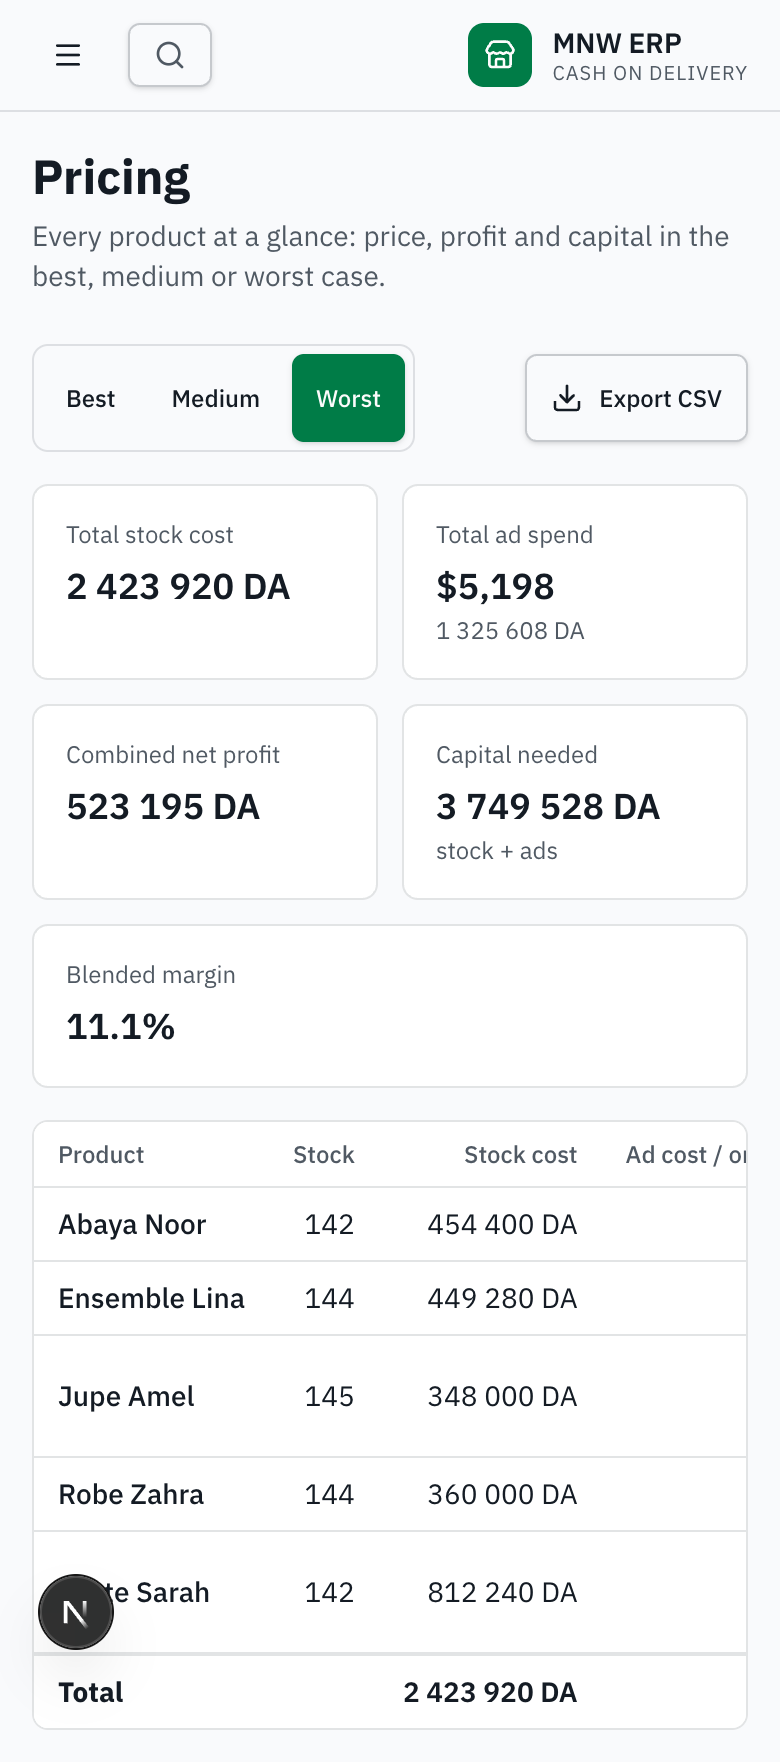 MNW ERP
CASH ON DELIVERY
Pricing
Every product at a glance: price, profit and capital in the
best, medium or worst case.
Best Medium Worst Export CSV
Total stock cost
2 423 920 DA
Total ad spend
$5,198
1 325 608 DA
Combined net profit
523 195 DA
Capital needed
3 749 528 DA
stock + ads
Blended margin
11.1%
Product Stock Stock cost Ad cost /
Abaya Noor 142 454 400 DA
Ensemble Lina 144 449 280 DA
Jupe Amel 145 348 000 DA
Robe Zahra 144 360 000 DA
Sarah 142 812 240 DA
Total 2 423 920 DA